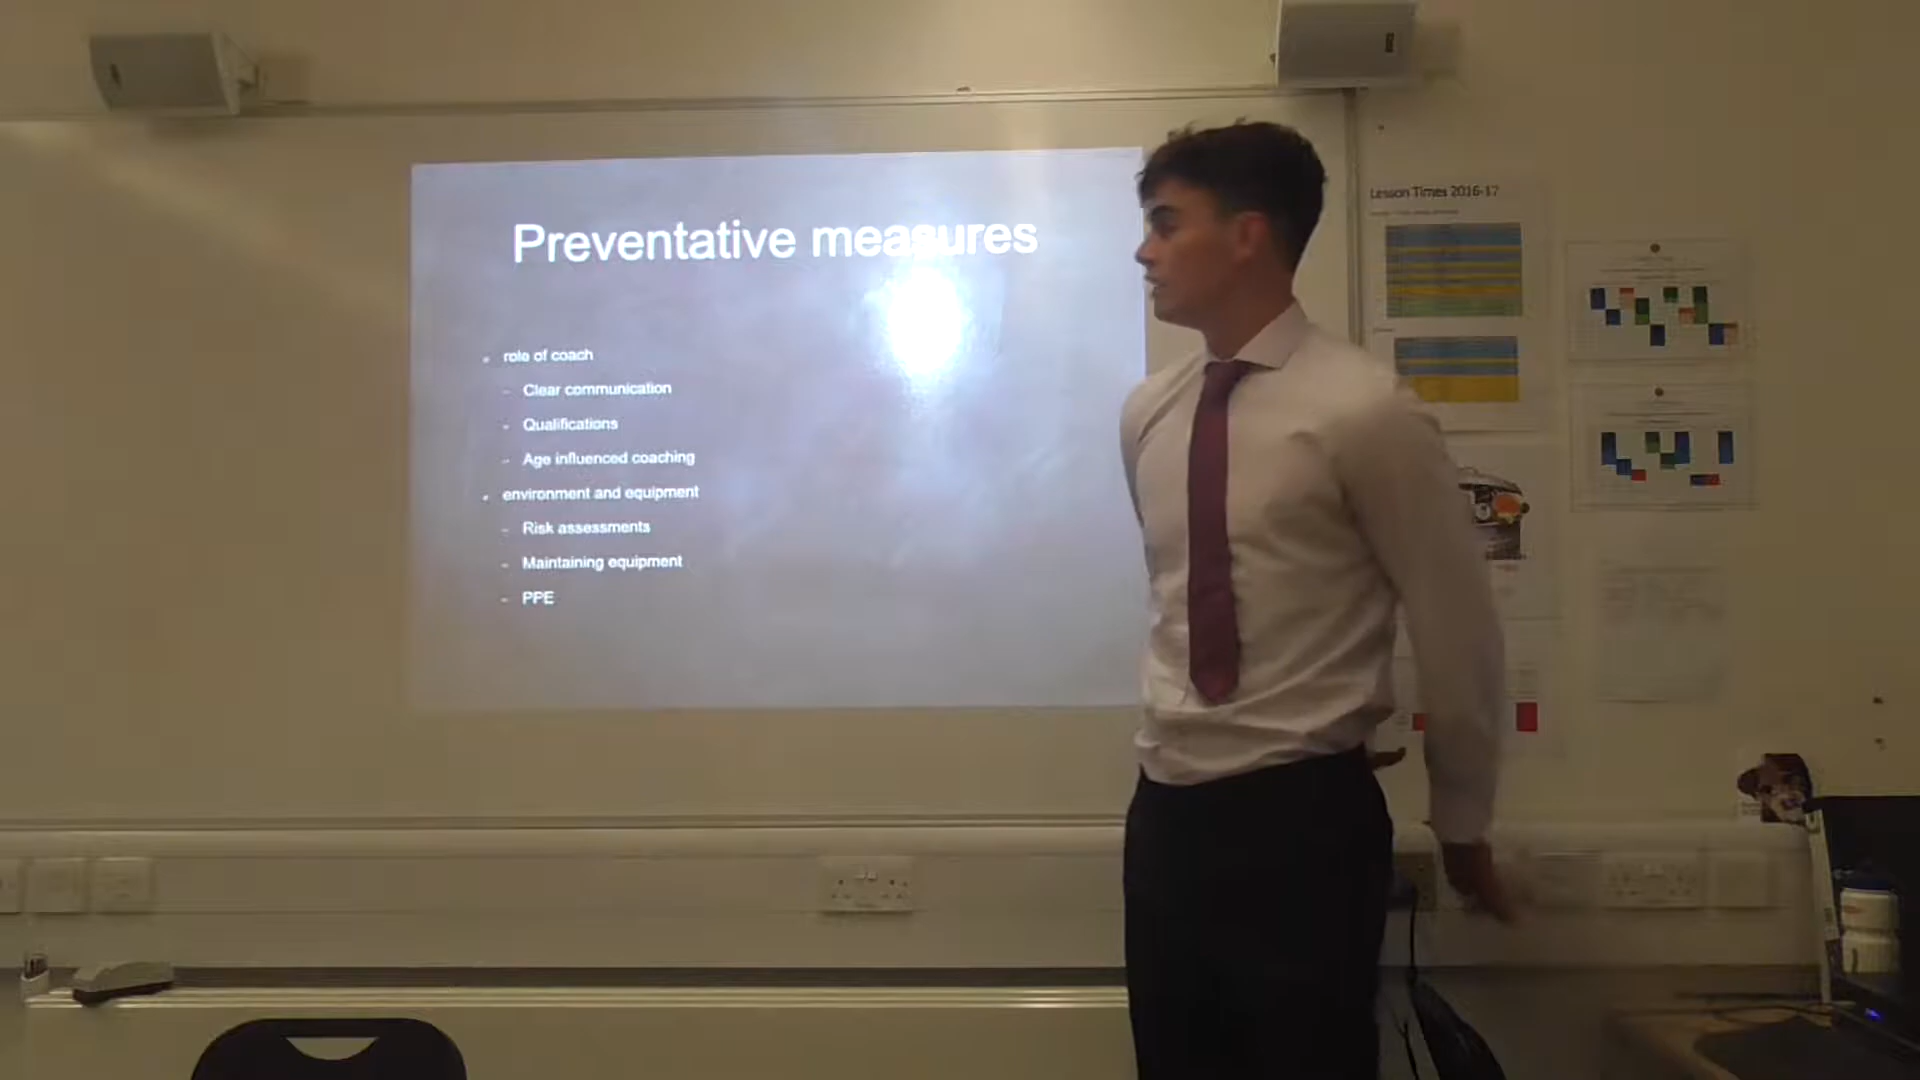 Preventative measures
role of coach
- Clear communication
- Qualifications
- Age influenced coaching
environment and equipment
- Risk assessments
- Maintaining equipment
- PPE
Lesson Times 2016-17